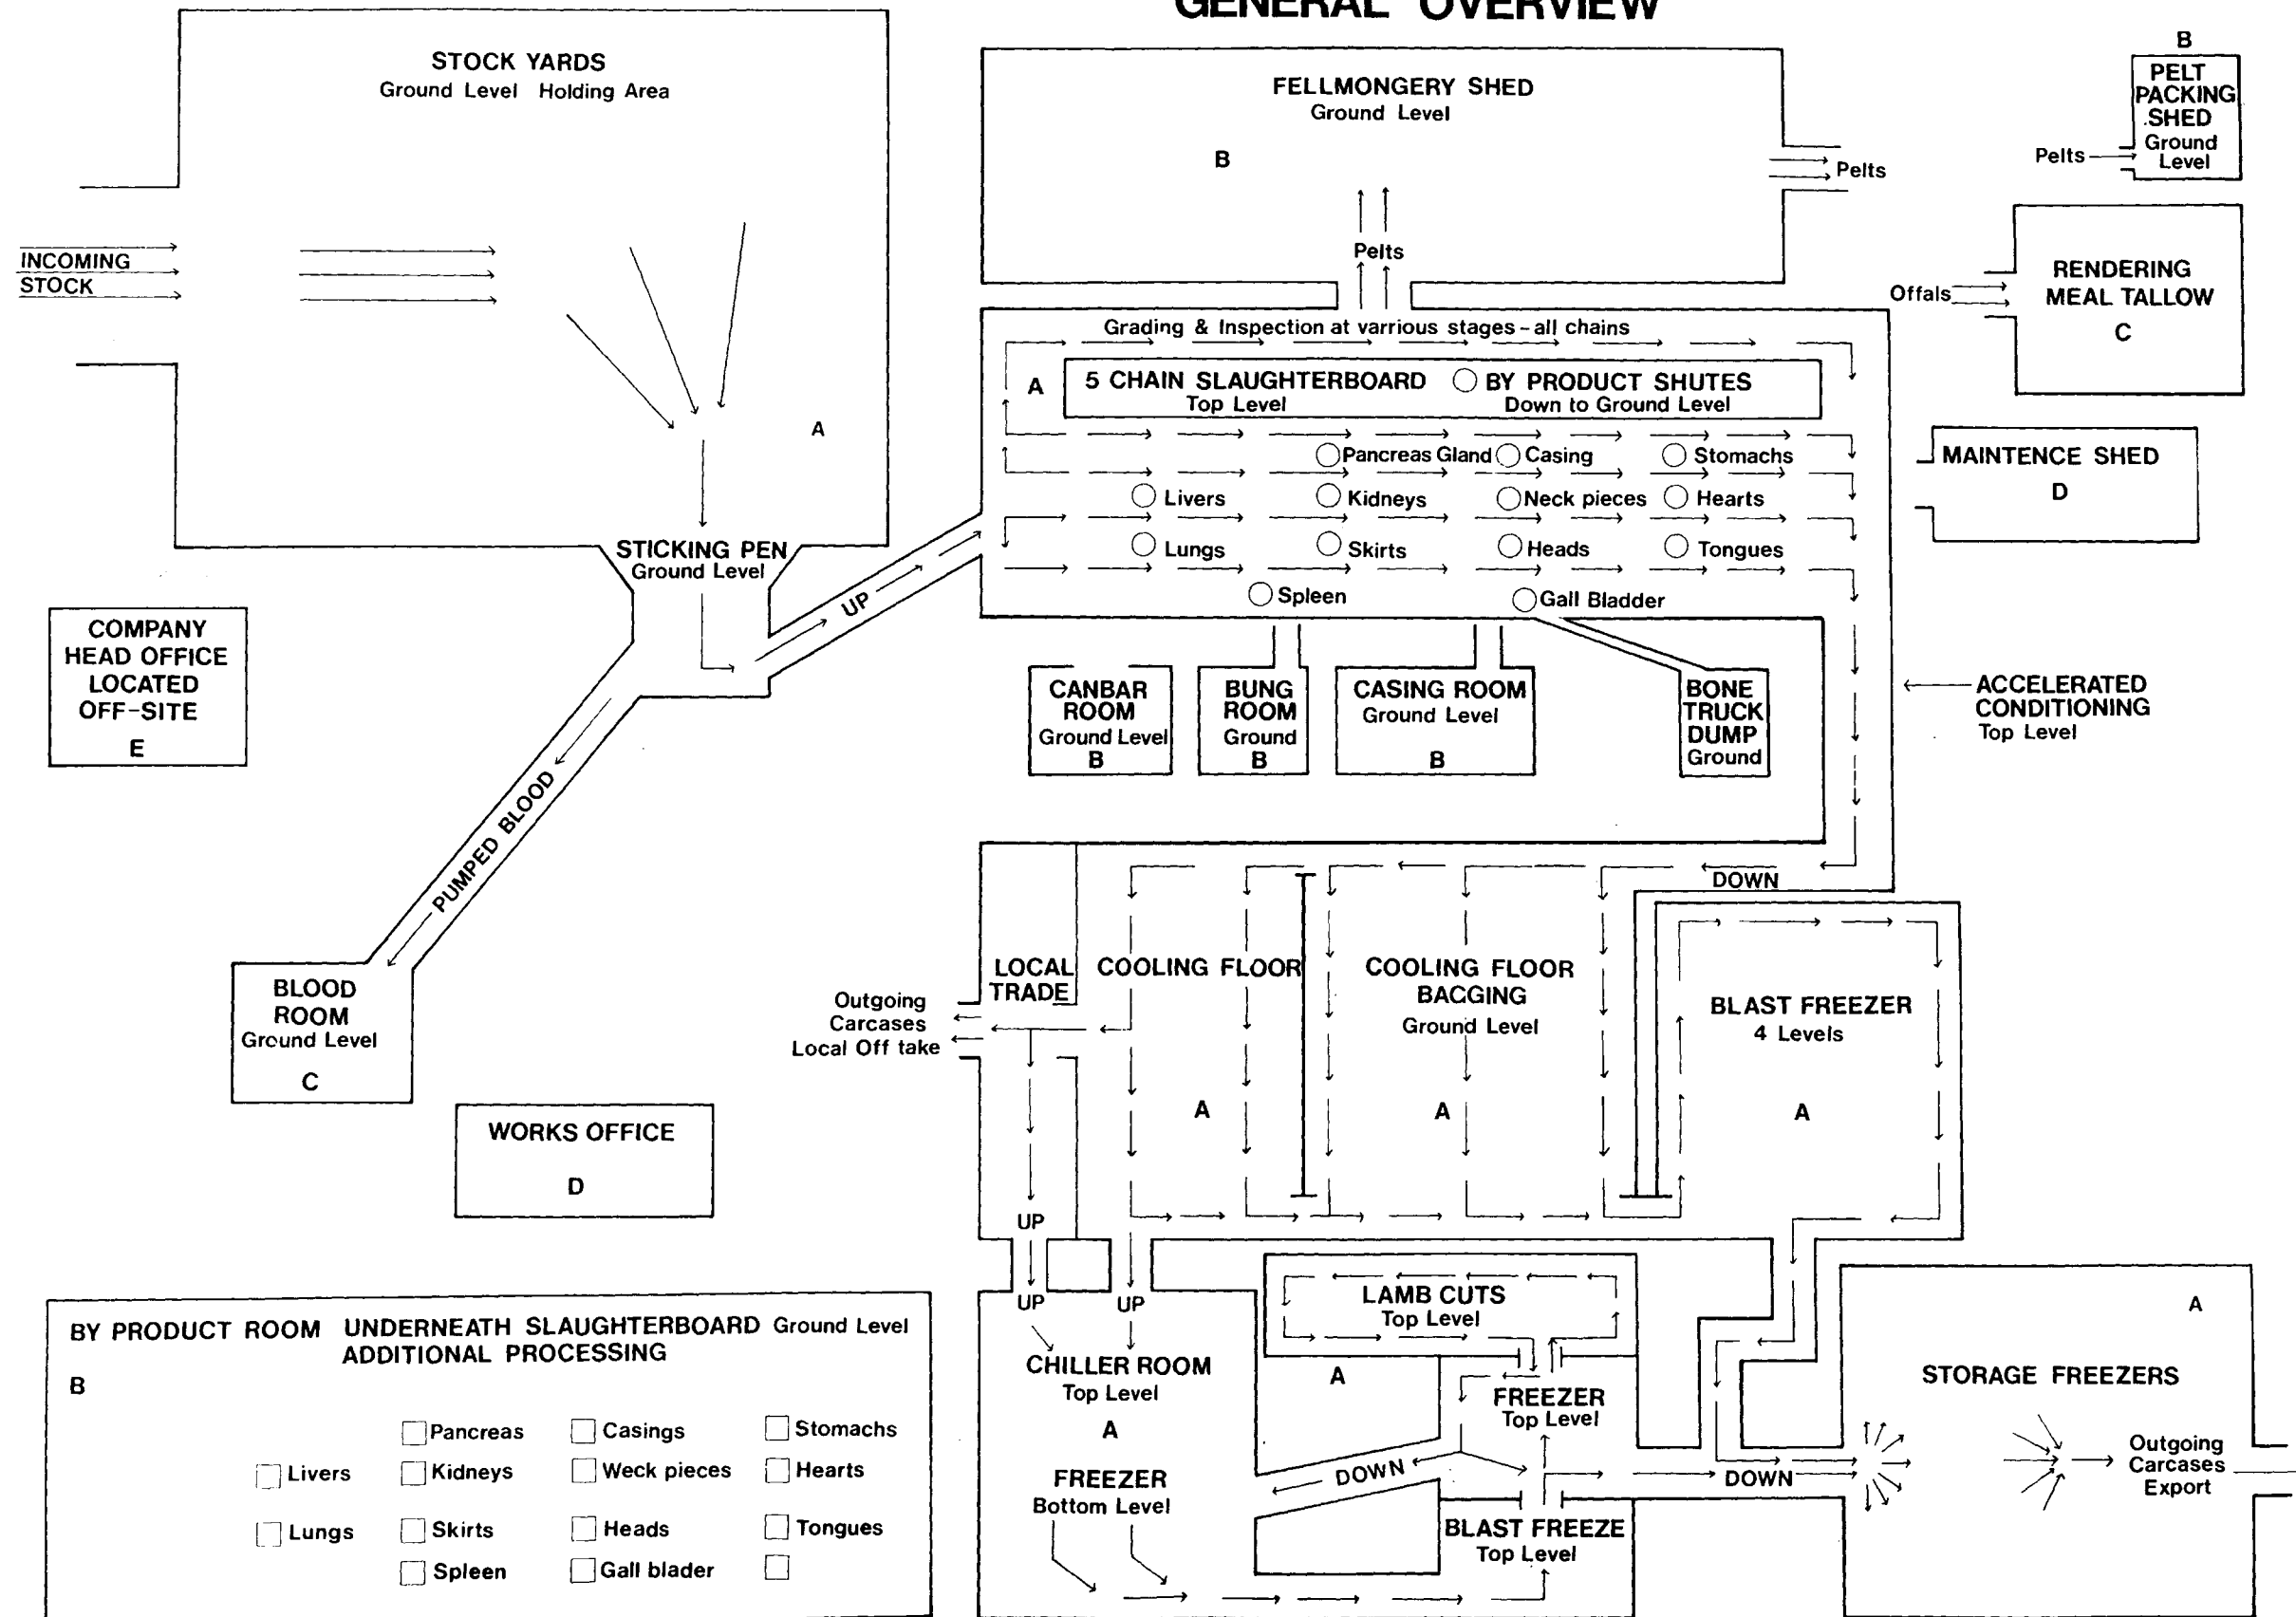 GENERAL OVERVIEW
STOCK YARDS
Ground Level Holding Area
INCOMING
STOCK
A
STICKING PEN
Ground Level
UP
PUMPED BLOOD
COMPANY
HEAD OFFICE
LOCATED
OFF-SITE
E
BLOOD
ROOM
Ground Level
C
WORKS OFFICE
D
FELLMONGERY SHED
Ground Level
B
Pelts
Pelts
B
PELT
PACKING
SHED
Ground
Level
Pelts
RENDERING
MEAL TALLOW
C
Offals
MAINTENCE SHED
D
Grading & Inspection at varrious stages - all chains
A
5 CHAIN SLAUGHTERBOARD
Top Level
BY PRODUCT SHUTES
Down to Ground Level
Pancreas Gland
Casing
Stomachs
Livers
Kidneys
Neck pieces
Hearts
Lungs
Skirts
Heads
Tongues
Spleen
Gall Bladder
CANBAR
ROOM
Ground Level
B
BUNG
ROOM
Ground
B
CASING ROOM
Ground Level
B
BONE
TRUCK
DUMP
Ground
ACCELERATED
CONDITIONING
Top Level
DOWN
LOCAL
TRADE
Outgoing
Carcases
Local Off take
COOLING FLOOR
A
COOLING FLOOR
BAGGING
Ground Level
A
BLAST FREEZER
4 Levels
A
UP
UP
UP
CHILLER ROOM
Top Level
A
FREEZER
Bottom Level
LAMB CUTS
Top Level
A
FREEZER
Top Level
DOWN
BLAST FREEZE
Top Level
DOWN
A
STORAGE FREEZERS
Outgoing
Carcases
Export
BY PRODUCT ROOM UNDERNEATH SLAUGHTERBOARD Ground Level
ADDITIONAL PROCESSING
B
Pancreas
Casings
Stomachs
Livers
Kidneys
Weck pieces
Hearts
Lungs
Skirts
Heads
Tongues
Spleen
Gall blader